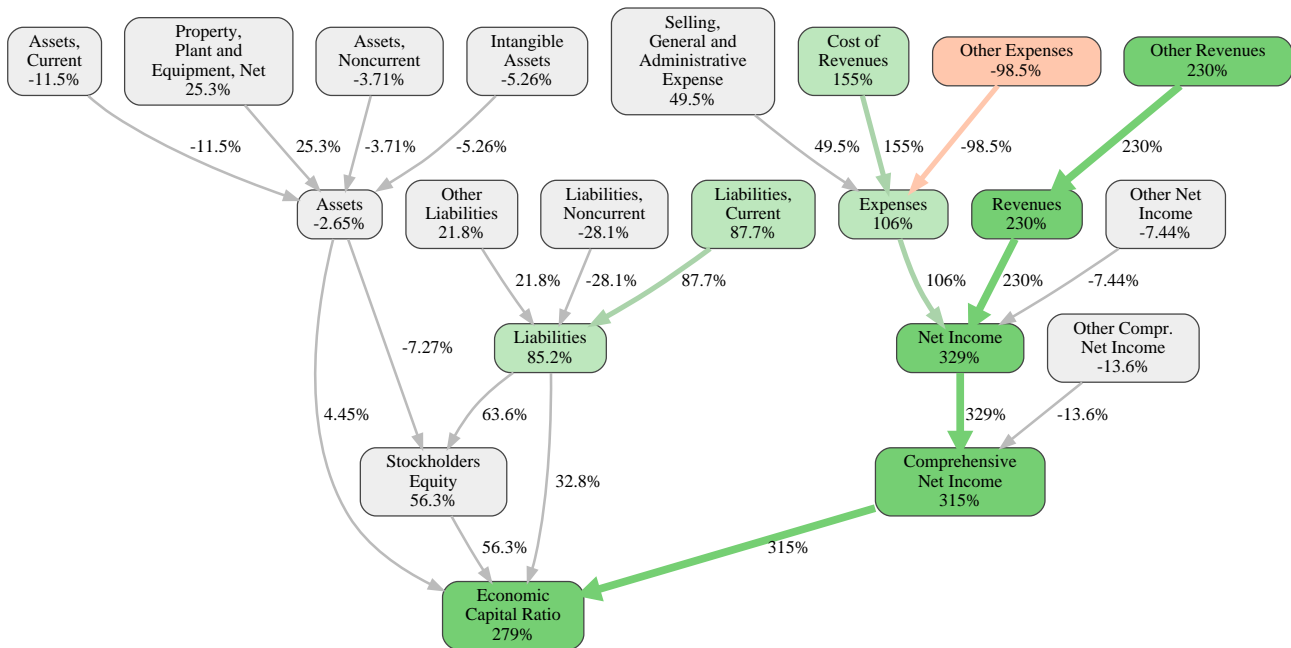 Assets,
Current
-11.5%
Property,
Plant and
Equipment, Net
25.3%
Assets,
Noncurrent
-3.71%
Intangible
Assets
-5.26%
Selling,
General and
Administrative
Expense
49.5%
Cost of
Revenues
155%
Other Expenses
-98.5%
Other Revenues
230%
-11.5%
25.3%
-3.71%
-5.26%
49.5%
155%
-98.5%
230%
Assets
-2.65%
Other
Liabilities
21.8%
Liabilities,
Noncurrent
-28.1%
Liabilities,
Current
87.7%
Expenses
106%
Revenues
230%
Other Net
Income
-7.44%
21.8%
-28.1%
87.7%
106%
230%
-7.44%
-7.27%
Liabilities
85.2%
Net Income
329%
Other Compr.
Net Income
-13.6%
4.45%
63.6%
329%
-13.6%
Stockholders
Equity
56.3%
32.8%
Comprehensive
Net Income
315%
56.3%
315%
Economic
Capital Ratio
279%